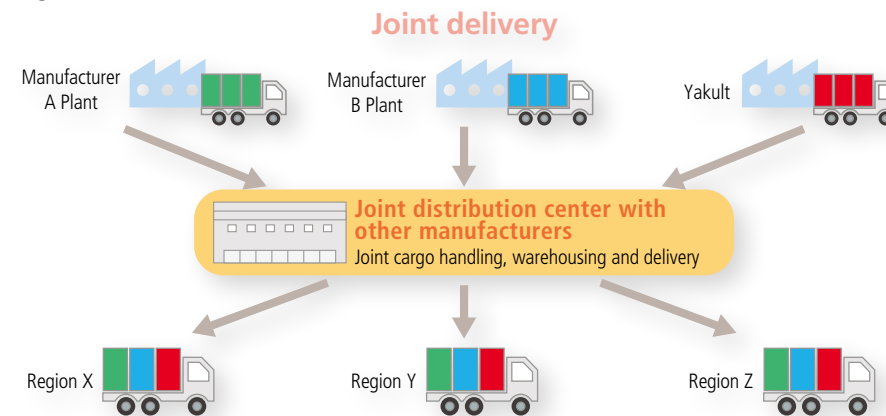 Joint delivery
Manufacturer
A Plant
Manufacturer
B Plant
Yakult
Joint distribution center with
other manufacturers
Joint cargo handling, warehousing and delivery
Region X
Region Y
Region Z